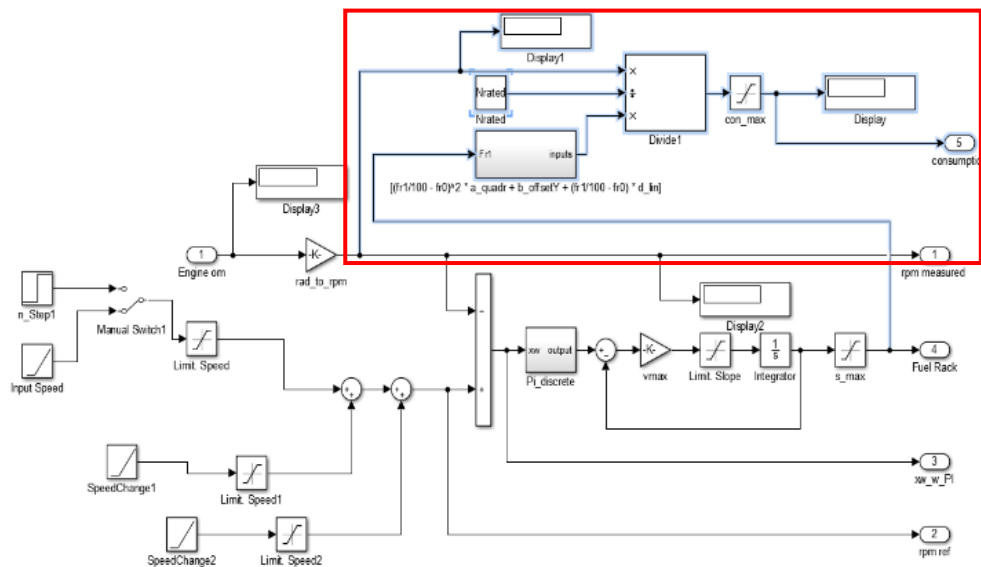 Display1
×
Nrated
÷
Nrated
×
Divide1
con_max
Display
5
consumptio
Fr1 inputs
[(fr1/100 - fr0)^2 * a_quadr + b_offsetY + (fr1/100 - fr0) * d_lin]
Display3
1
Engine om
-K-
rad_to_rpm
1
rpm measured
n_Step1
Manual Switch1
Display2
Input Speed
Limit. Speed
xw output
Pi_discrete
-K-
vmax
Limit. Slope
1
s
Integrator
s_max
4
Fuel Rack
SpeedChange1
Limit. Speed1
3
xw_w_PI
SpeedChange2
Limit. Speed2
2
rpm ref